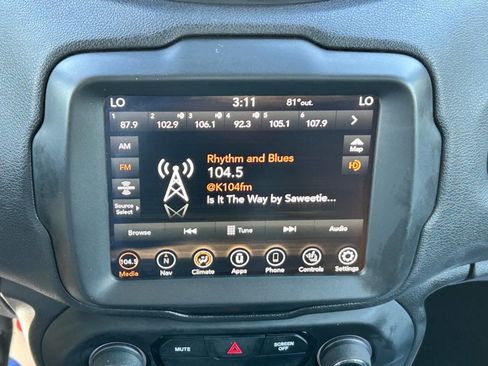 LO 3:11 81°out. LO
1 2 3 4 5 6
87.9 102.9 106.1 92.3 105.1 107.9
AM
FM
Source
Select
Rhythm and Blues
104.5
@K104fm
Is It The Way by Saweetie...
Map
HD
Browse Tune Audio
104.5 N
Media Nav Climate Apps Phone Controls Settings
MUTE SCREEN
OFF